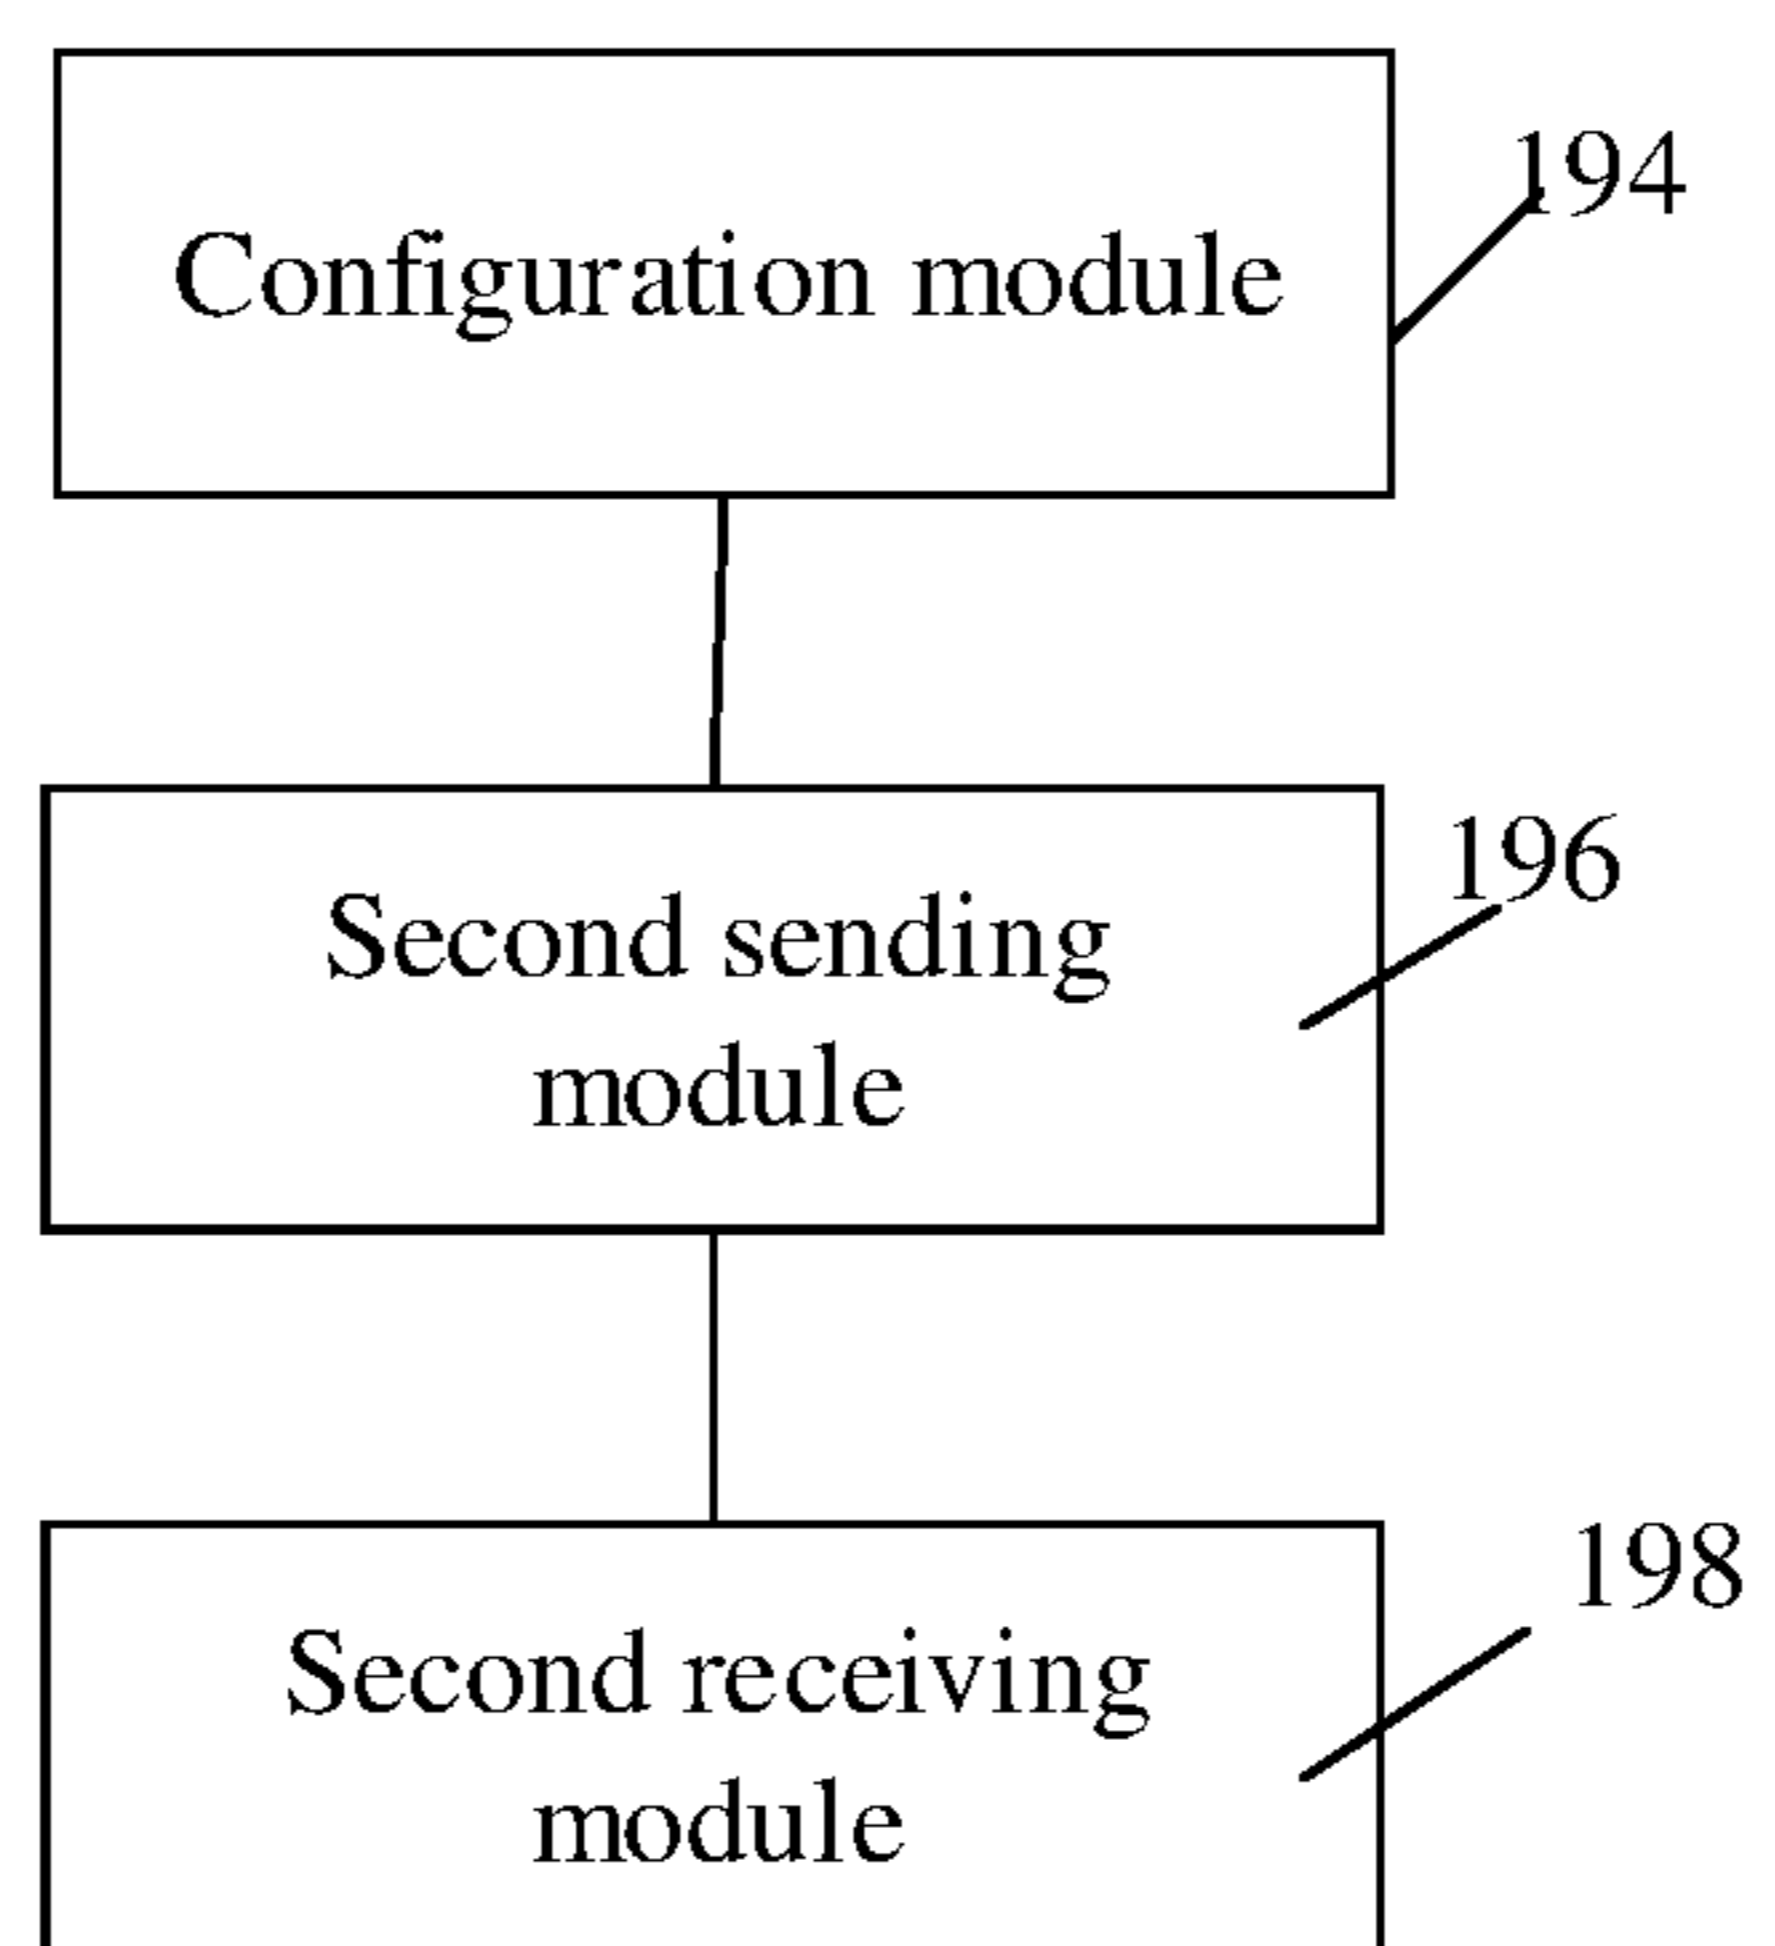 194
Configuration module
196
Second sending
module
198
Second receiving
module